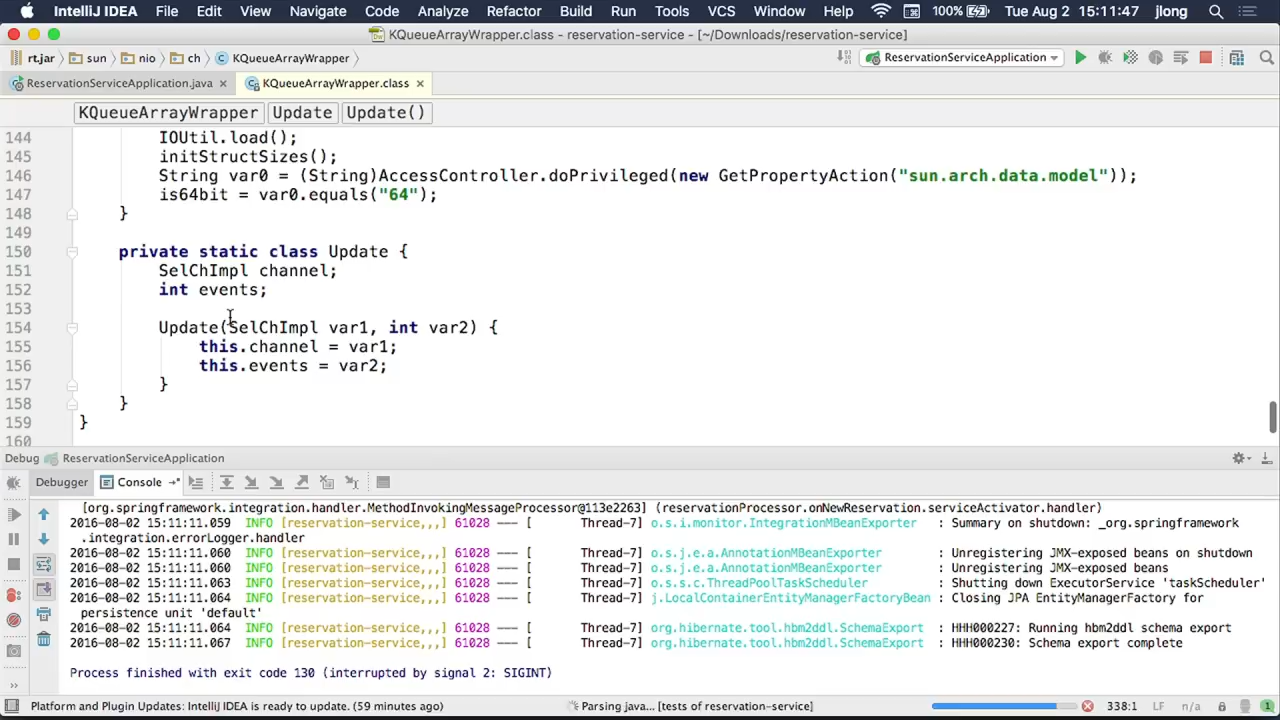 IntelliJ IDEA File Edit View Navigate Code Analyze Refactor Build Run Tools VCS Window Help 100% Tue Aug 2 15:11:47 jlong
KQueueArrayWrapper.class - reservation-service - [~/Downloads/reservation-service]
rt.jar sun nio ch KQueueArrayWrapper ReservationServiceApplication
ReservationServiceApplication.java × KQueueArrayWrapper.class ×
KQueueArrayWrapper Update Update()
144 IOUtil.load();
145 initStructSizes();
146 String var0 = (String)AccessController.doPrivileged(new GetPropertyAction("sun.arch.data.model"));
147 is64bit = var0.equals("64");
148 }
149
150 private static class Update {
151 SelChImpl channel;
152 int events;
153
154 Update(SelChImpl var1, int var2) {
155 this.channel = var1;
156 this.events = var2;
157 }
158 }
159 }
160
Debug ReservationServiceApplication
Debugger Console
[org.springframework.integration.handler.MethodInvokingMessageProcessor@113e2263] (reservationProcessor.onNewReservation.serviceActivator.handler)
2016-08-02 15:11:11.059 INFO [reservation-service,,,] 61028 --- [ Thread-7] o.s.i.monitor.IntegrationMBeanExporter : Summary on shutdown: _org.springframework
.integration.errorLogger.handler
2016-08-02 15:11:11.060 INFO [reservation-service,,,] 61028 --- [ Thread-7] o.s.j.e.a.AnnotationMBeanExporter : Unregistering JMX-exposed beans on shutdown
2016-08-02 15:11:11.060 INFO [reservation-service,,,] 61028 --- [ Thread-7] o.s.j.e.a.AnnotationMBeanExporter : Unregistering JMX-exposed beans
2016-08-02 15:11:11.063 INFO [reservation-service,,,] 61028 --- [ Thread-7] o.s.s.c.ThreadPoolTaskScheduler : Shutting down ExecutorService 'taskScheduler'
2016-08-02 15:11:11.064 INFO [reservation-service,,,] 61028 --- [ Thread-7] j.LocalContainerEntityManagerFactoryBean : Closing JPA EntityManagerFactory for
persistence unit 'default'
2016-08-02 15:11:11.064 INFO [reservation-service,,,] 61028 --- [ Thread-7] org.hibernate.tool.hbm2ddl.SchemaExport : HHH000227: Running hbm2ddl schema export
2016-08-02 15:11:11.067 INFO [reservation-service,,,] 61028 --- [ Thread-7] org.hibernate.tool.hbm2ddl.SchemaExport : HHH000230: Schema export complete
Process finished with exit code 130 (interrupted by signal 2: SIGINT)
Platform and Plugin Updates: IntelliJ IDEA is ready to update. (59 minutes ago) Parsing java... [tests of reservation-service] 338:1 LF n/a 1